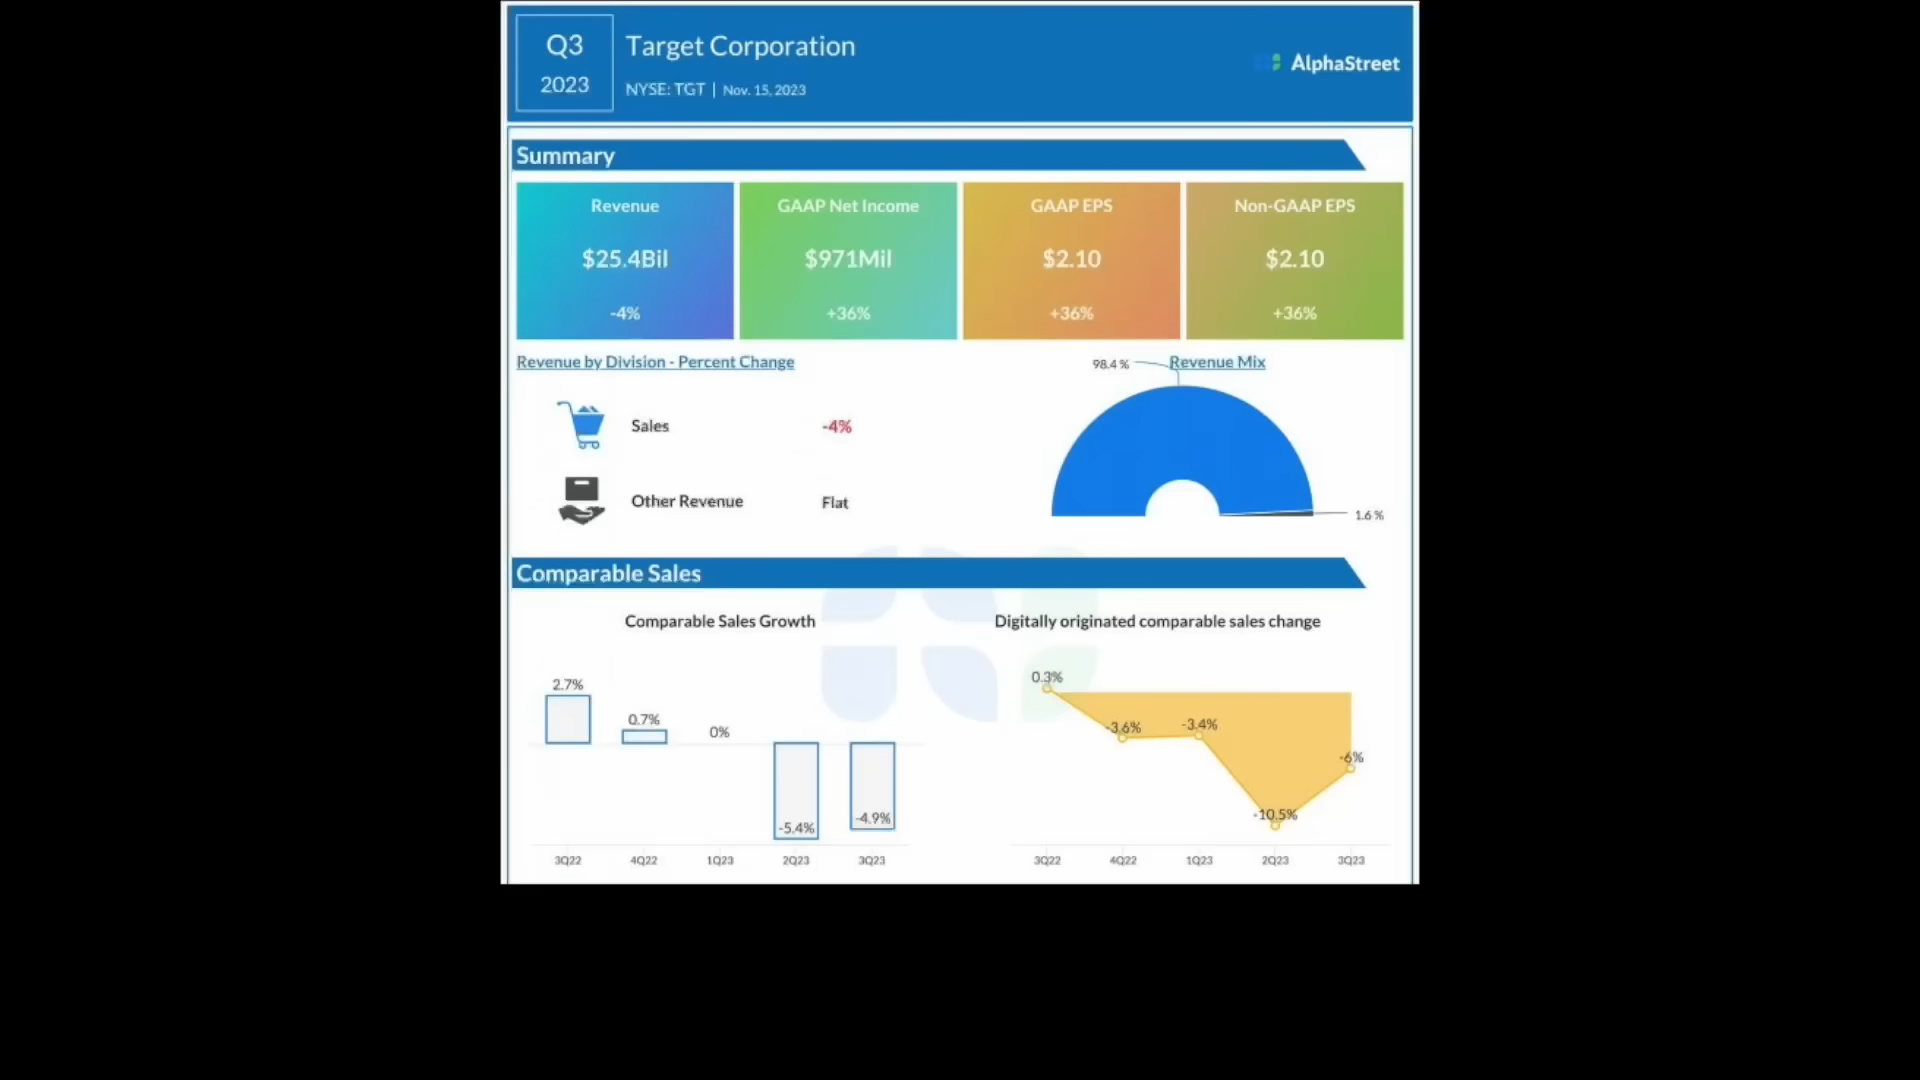 Q3
2023
Target Corporation
NYSE: TGT | Nov. 15, 2023
AlphaStreet
Summary
Revenue
$25.4Bil
-4%
GAAP Net Income
$971Mil
+36%
GAAP EPS
$2.10
+36%
Non-GAAP EPS
$2.10
+36%
Revenue by Division - Percent Change
Sales -4%
Other Revenue Flat
Revenue Mix
98.4 %
1.6 %
Comparable Sales
Comparable Sales Growth
2.7%
0.7%
0%
-5.4%
-4.9%
3Q22 4Q22 1Q23 2Q23 3Q23
Digitally originated comparable sales change
0.3%
-3.6%
-3.4%
-10.5%
-6%
3Q22 4Q22 1Q23 2Q23 3Q23